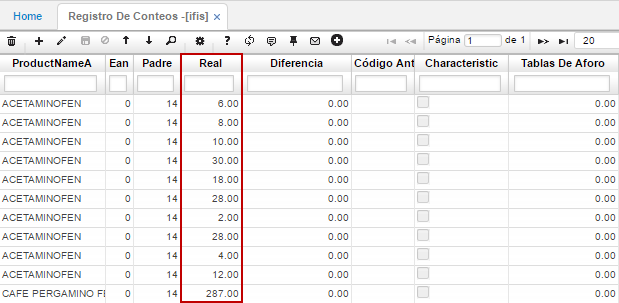 Home Registro De Conteos -[ifis] ×
Página 1 de 1 20
ProductNameA Ean Padre Real Diferencia Código Ant Characteristic Tablas De Aforo
ACETAMINOFEN 0 14 6.00 0.00 0.00
ACETAMINOFEN 0 14 8.00 0.00 0.00
ACETAMINOFEN 0 14 10.00 0.00 0.00
ACETAMINOFEN 0 14 30.00 0.00 0.00
ACETAMINOFEN 0 14 18.00 0.00 0.00
ACETAMINOFEN 0 14 28.00 0.00 0.00
ACETAMINOFEN 0 14 2.00 0.00 0.00
ACETAMINOFEN 0 14 28.00 0.00 0.00
ACETAMINOFEN 0 14 4.00 0.00 0.00
ACETAMINOFEN 0 14 12.00 0.00 0.00
CAFE PERGAMINO FE 0 14 287.00 0.00 0.00